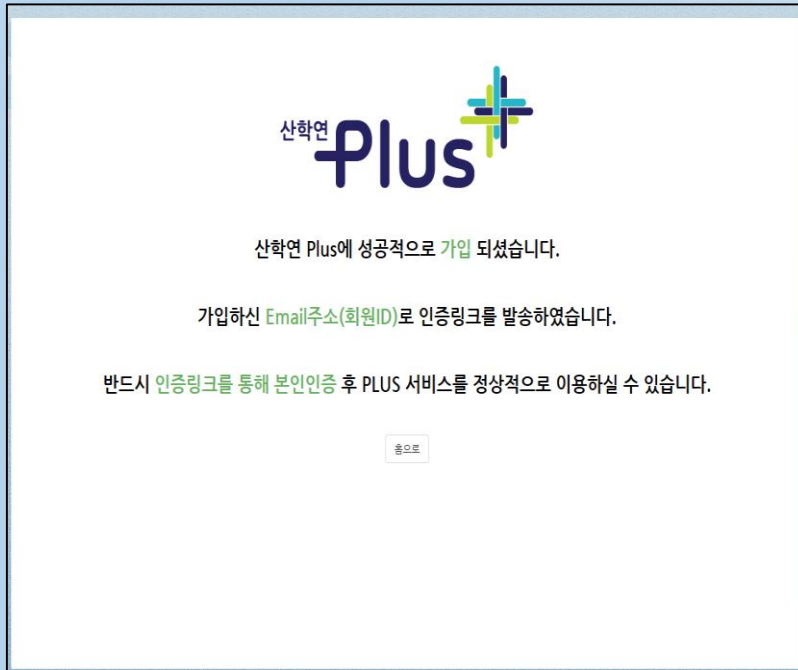 산학연 Plus
산학연 Plus에 성공적으로 가입 되셨습니다.
가입하신 Email주소(회원ID)로 인증링크를 발송하였습니다.
반드시 인증링크를 통해 본인인증 후 PLUS 서비스를 정상적으로 이용하실 수 있습니다.
홈으로